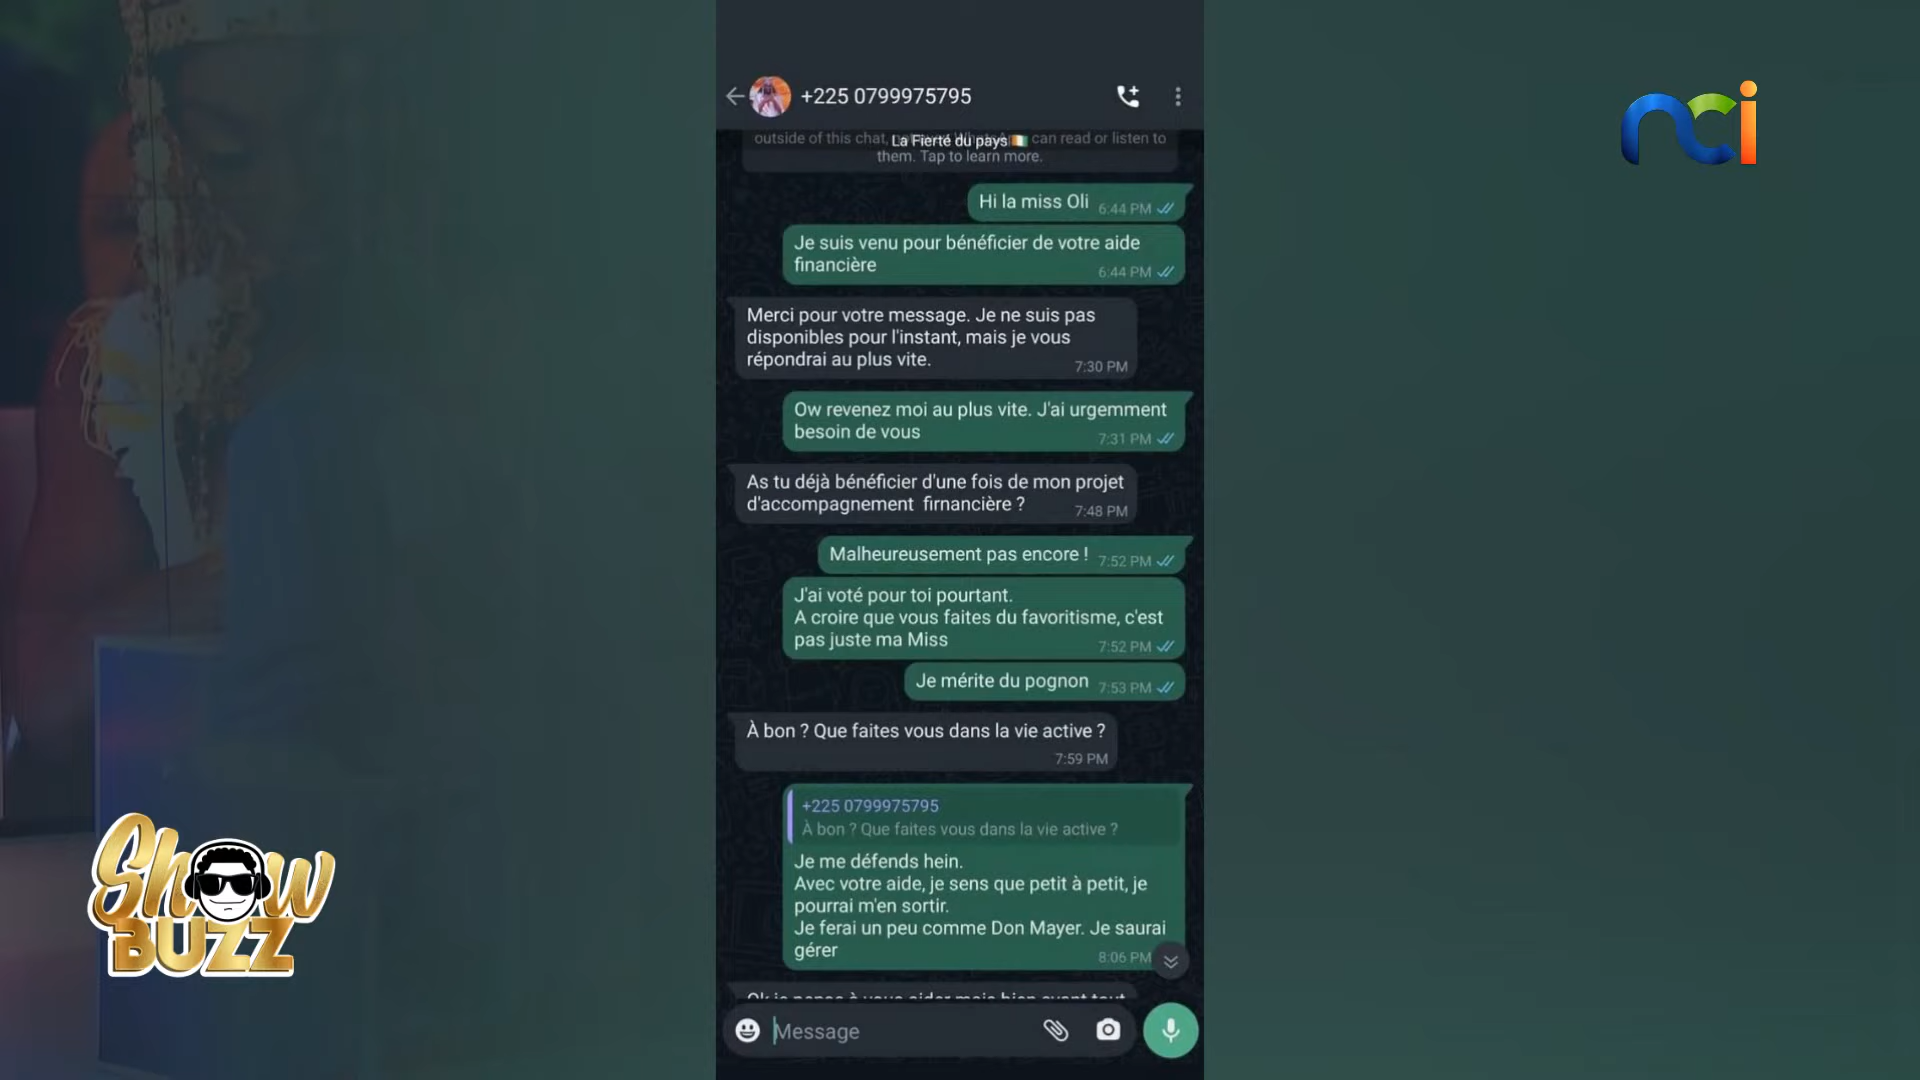 +225 0799975795
outside of this chat, can read or listen to
La Fierté du pays
them. Tap to learn more.
Hi la miss Oli
6:44 PM
Je suis venu pour bénéficier de votre aide
financière
6:44 PM
Merci pour votre message. Je ne suis pas
disponibles pour l'instant, mais je vous
répondrai au plus vite.
7:30 PM
Ow revenez moi au plus vite. J'ai urgemment
besoin de vous
7:31 PM
As tu déjà bénéficier d'une fois de mon projet
d'accompagnement firnancière ?
7:48 PM
Malheureusement pas encore !
7:52 PM
J'ai voté pour toi pourtant.
A croire que vous faites du favoritisme, c'est
pas juste ma Miss
7:52 PM
Je mérite du pognon
7:53 PM
À bon ? Que faites vous dans la vie active ?
7:59 PM
+225 0799975795
À bon ? Que faites vous dans la vie active ?
Je me défends hein.
Avec votre aide, je sens que petit à petit, je
pourrai m'en sortir.
Je ferai un peu comme Don Mayer. Je saurai
gérer
8:06 PM
Ok je pense à vous aider mais bien avant tout
Message
nci
Show
BUZZ